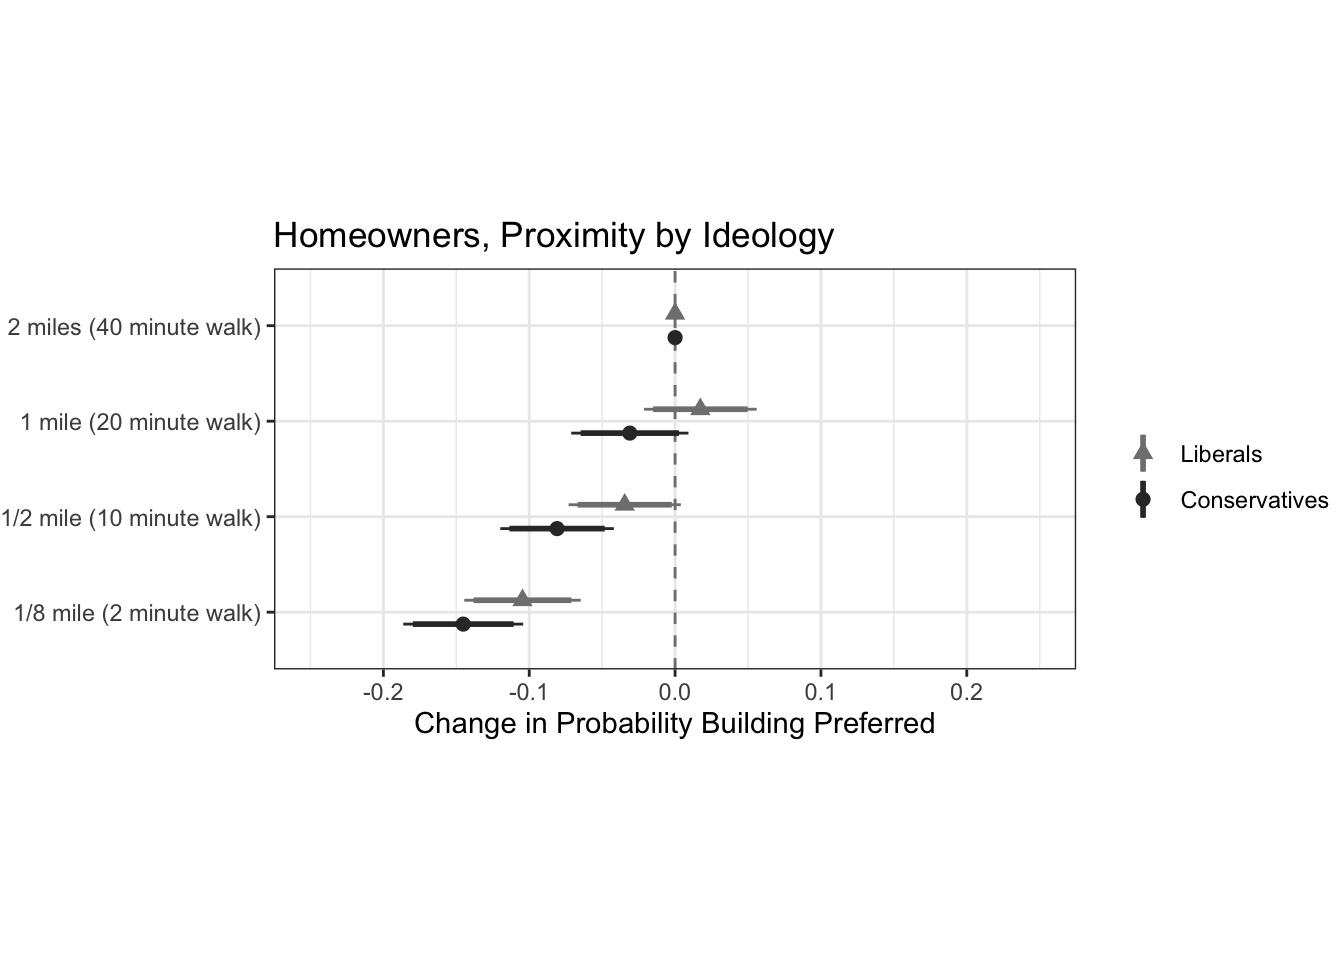 Homeowners, Proximity by Ideology
2 miles (40 minute walk)
1 mile (20 minute walk)
1/2 mile (10 minute walk)
1/8 mile (2 minute walk)
-0.2
-0.1
0.0
0.1
0.2
Change in Probability Building Preferred
Liberals
Conservatives